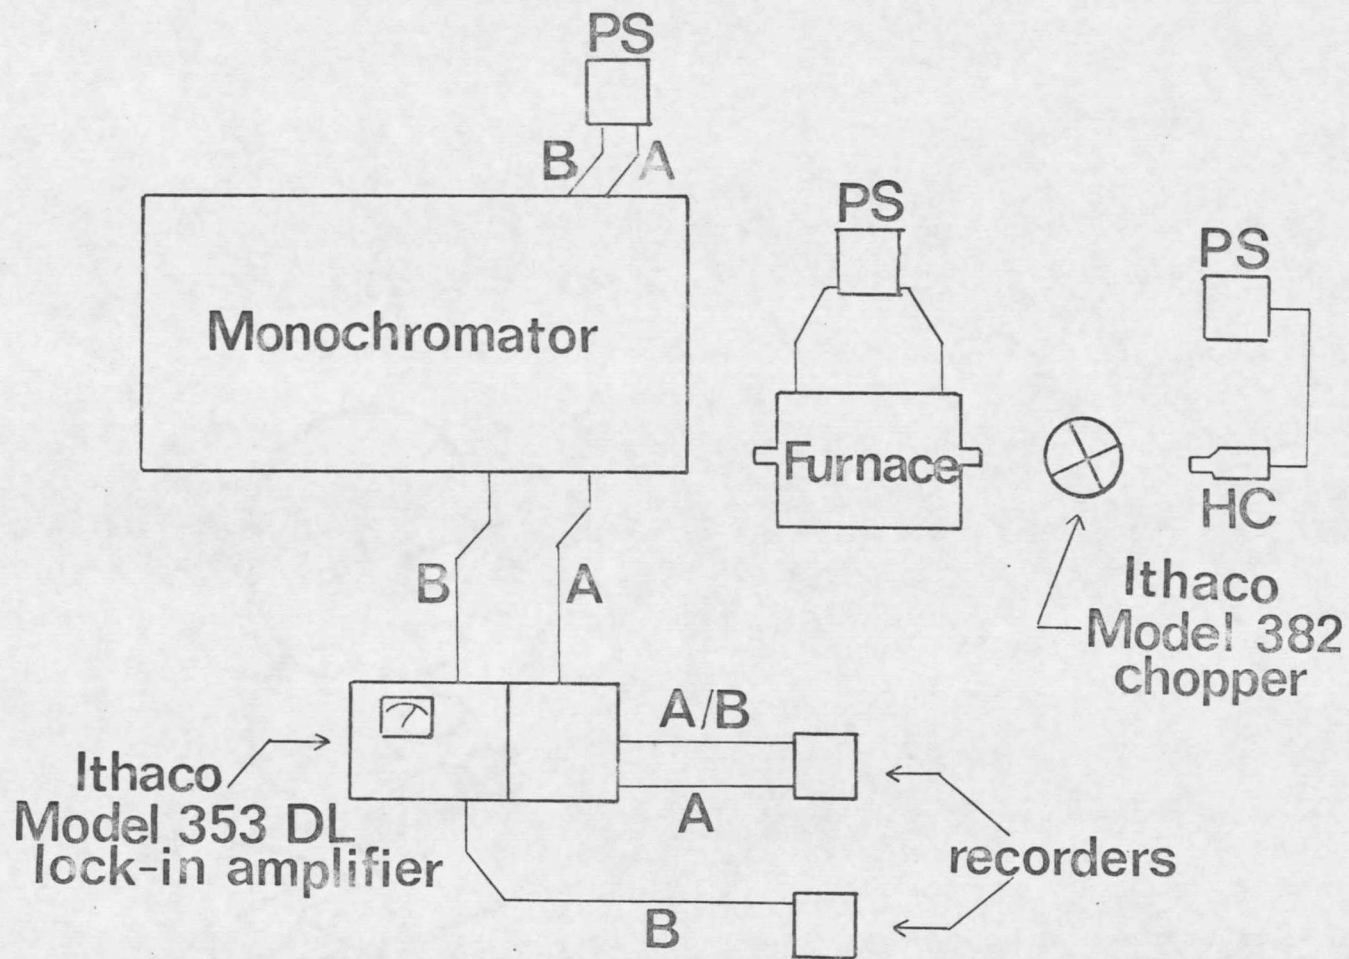 PS
B A
PS
PS
Monochromator
Furnace
HC
B A
Ithaco
Model 382
chopper
A/B
A
Ithaco
Model 353 DL
lock-in amplifier
recorders
B